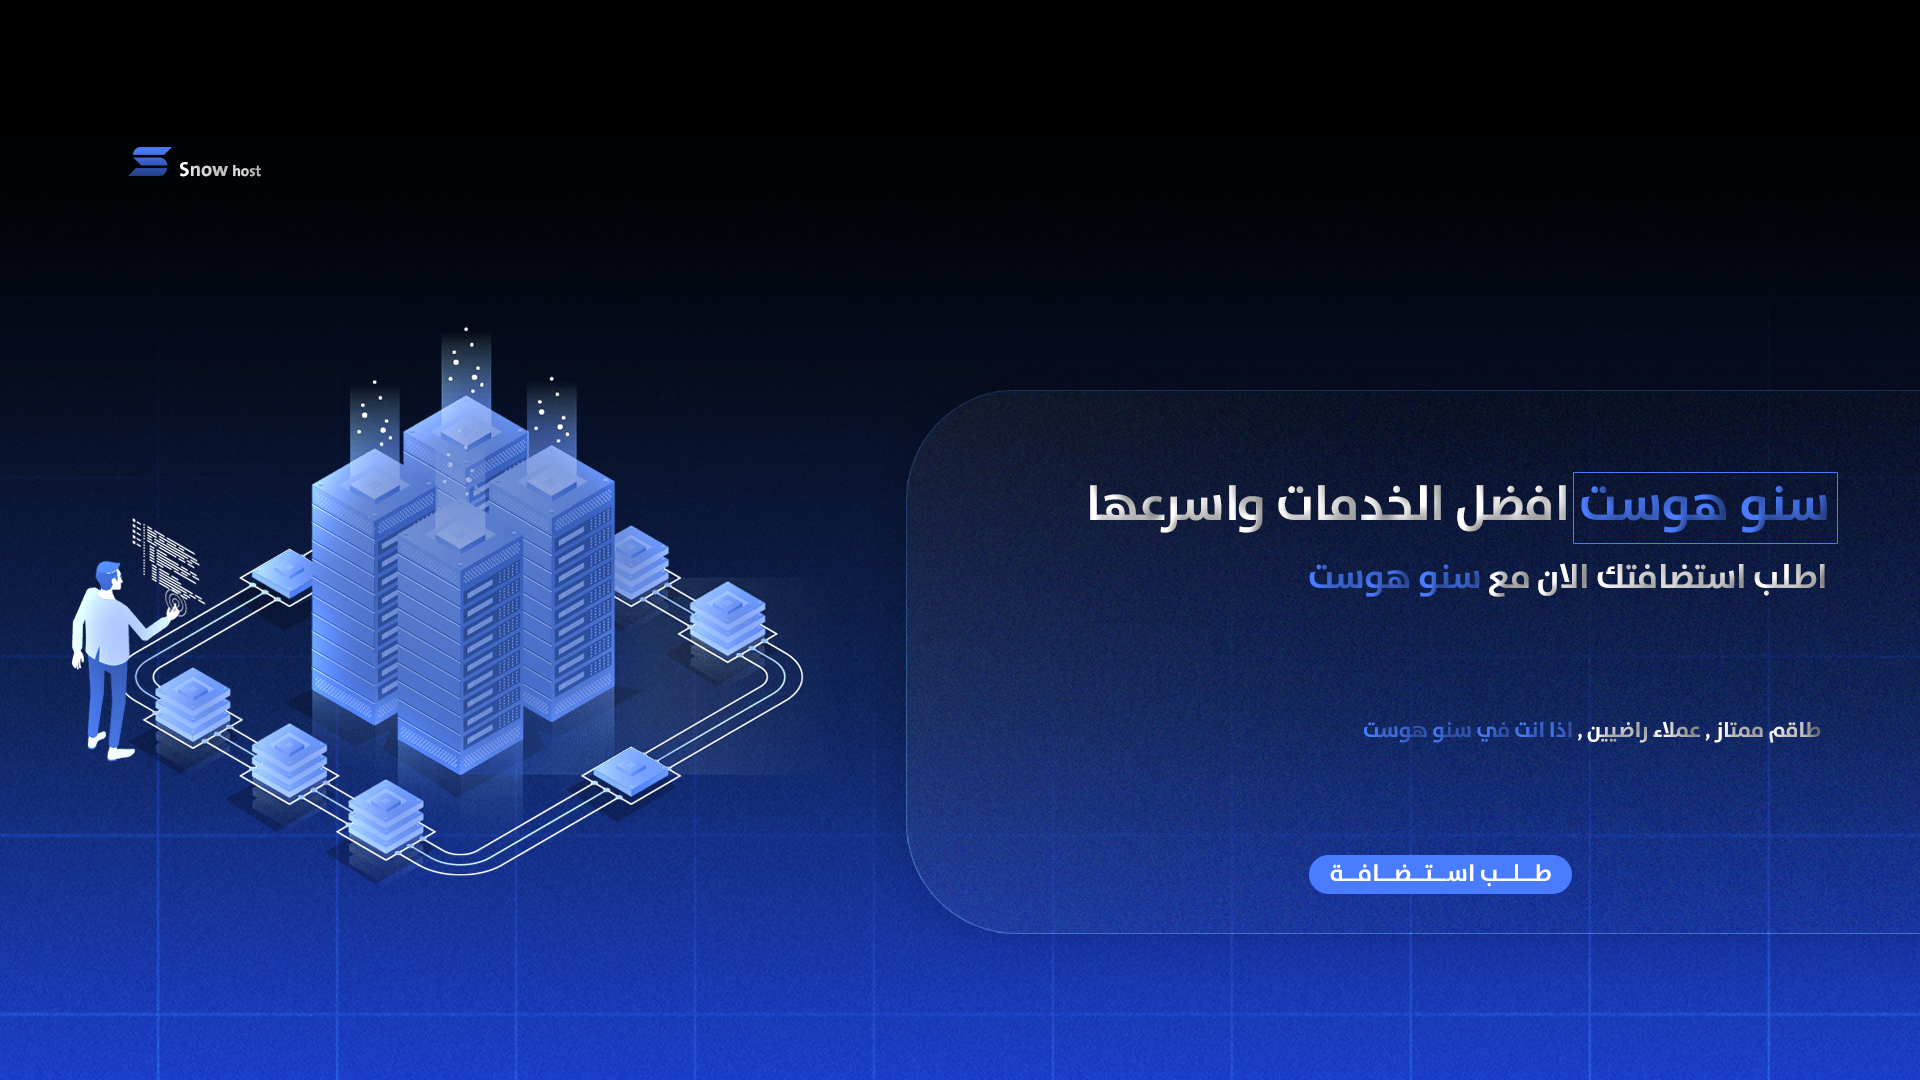 Snow host
سنو هوست افضل الخدمات واسرعها
اطلب استضافتك الان مع سنو هوست
طاقم ممتاز , عملاء راضيين , اذا انت في سنو هوست
طـلـب اسـتـضـافـة